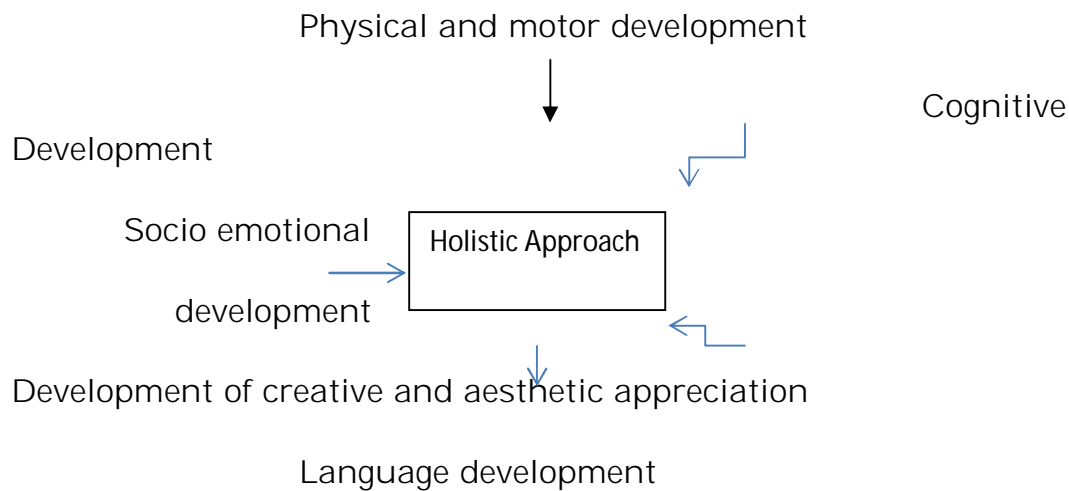 Physical and motor development
Cognitive
Development
Socio emotional
Holistic Approach
development
Development of creative and aesthetic appreciation
Language development